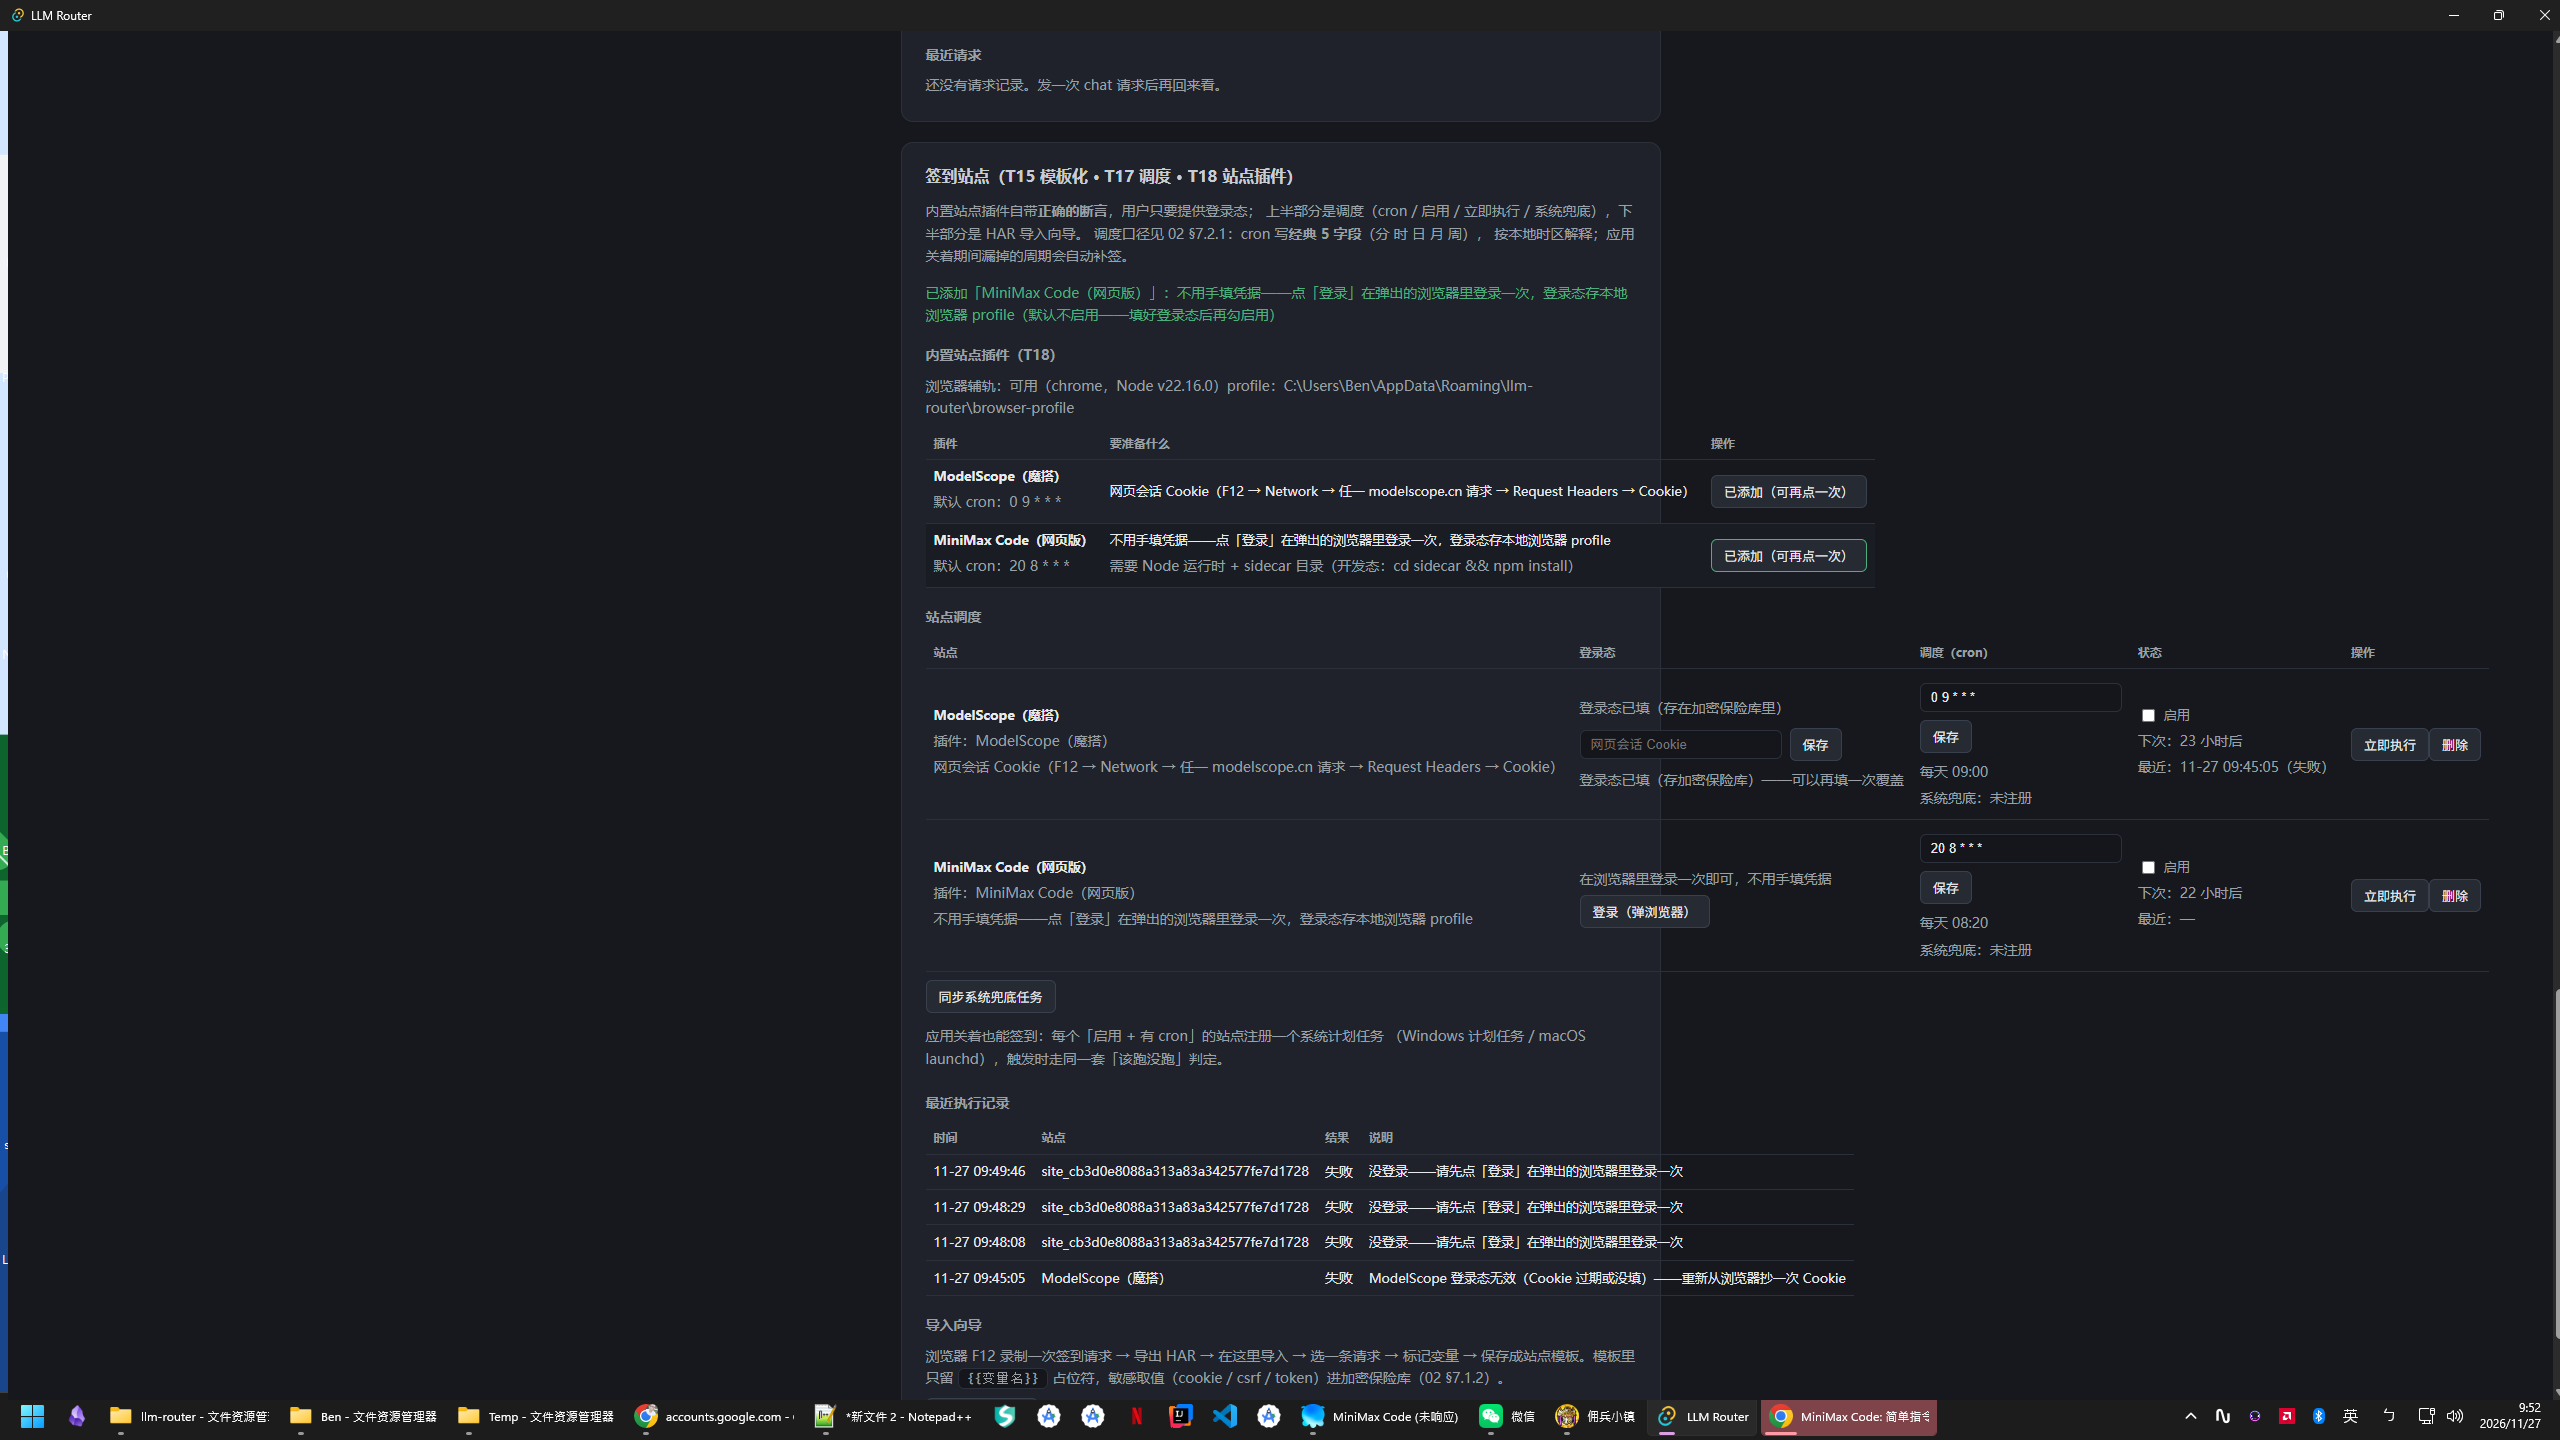 LLM Router
最近请求
还没有请求记录。发一次 chat 请求后再回来看。
签到站点（T15 模板化 • T17 调度 • T18 站点插件）
内置站点插件自带正确的断言，用户只要提供登录态； 上半部分是调度（cron / 启用 / 立即执行 / 系统兜底），下
半部分是 HAR 导入向导。 调度口径见 02 §7.2.1：cron 写经典 5 字段（分 时 日 月 周）， 按本地时区解释；应用
关着期间漏掉的周期会自动补签。
已添加「MiniMax Code（网页版）」：不用手填凭据——点「登录」在弹出的浏览器里登录一次，登录态存本地
浏览器 profile（默认不启用——填好登录态后再勾启用）
内置站点插件（T18）
浏览器辅轨：可用（chrome，Node v22.16.0）profile：C:\Users\Ben\AppData\Roaming\llm-
router\browser-profile
插件 要准备什么 操作
ModelScope（魔搭）
默认 cron：0 9 * * *
网页会话 Cookie（F12 → Network → 任一 modelscope.cn 请求 → Request Headers → Cookie）
已添加（可再点一次）
MiniMax Code（网页版）
默认 cron：20 8 * * *
不用手填凭据——点「登录」在弹出的浏览器里登录一次，登录态存本地浏览器 profile
需要 Node 运行时 + sidecar 目录（开发态：cd sidecar && npm install）
已添加（可再点一次）
站点调度
站点 登录态 调度（cron） 状态 操作
ModelScope（魔搭）
插件：ModelScope（魔搭）
网页会话 Cookie（F12 → Network → 任一 modelscope.cn 请求 → Request Headers → Cookie）
登录态已填（存在加密保险库里）
网页会话 Cookie 保存
登录态已填（存加密保险库）——可以再填一次覆盖
0 9 * * *
保存
每天 09:00
系统兜底：未注册
启用
下次：23 小时后
最近：11-27 09:45:05（失败）
立即执行 删除
MiniMax Code（网页版）
插件：MiniMax Code（网页版）
不用手填凭据——点「登录」在弹出的浏览器里登录一次，登录态存本地浏览器 profile
在浏览器里登录一次即可，不用手填凭据
登录（弹浏览器）
20 8 * * *
保存
每天 08:20
系统兜底：未注册
启用
下次：22 小时后
最近：—
立即执行 删除
同步系统兜底任务
应用关着也能签到：每个「启用 + 有 cron」的站点注册一个系统计划任务 （Windows 计划任务 / macOS
launchd），触发时走同一套「该跑没跑」判定。
最近执行记录
时间 站点 结果 说明
11-27 09:49:46 site_cb3d0e8088a313a83a342577fe7d1728 失败 没登录——请先点「登录」在弹出的浏览器里登录一次
11-27 09:48:29 site_cb3d0e8088a313a83a342577fe7d1728 失败 没登录——请先点「登录」在弹出的浏览器里登录一次
11-27 09:48:08 site_cb3d0e8088a313a83a342577fe7d1728 失败 没登录——请先点「登录」在弹出的浏览器里登录一次
11-27 09:45:05 ModelScope（魔搭） 失败 ModelScope 登录态无效（Cookie 过期或没填）——重新从浏览器抄一次 Cookie
导入向导
浏览器 F12 录制一次签到请求 → 导出 HAR → 在这里导入 → 选一条请求 → 标记变量 → 保存成站点模板。模板里
只留 {{变量名}} 占位符，敏感取值（cookie / csrf / token）进加密保险库（02 §7.1.2）。
llm-router - 文件资源管 Ben - 文件资源管理器 Temp - 文件资源管理器 accounts.google.com - *新文件 2 - Notepad++ MiniMax Code (未响应) 微信 佣兵小镇 LLM Router MiniMax Code: 简单指令 英 9:52
2026/11/27